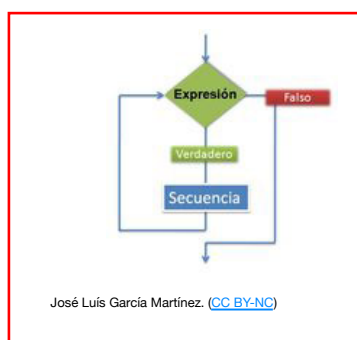 Expresión
Falso
Verdadero
Secuencia
José Luís García Martínez. (CC BY-NC)